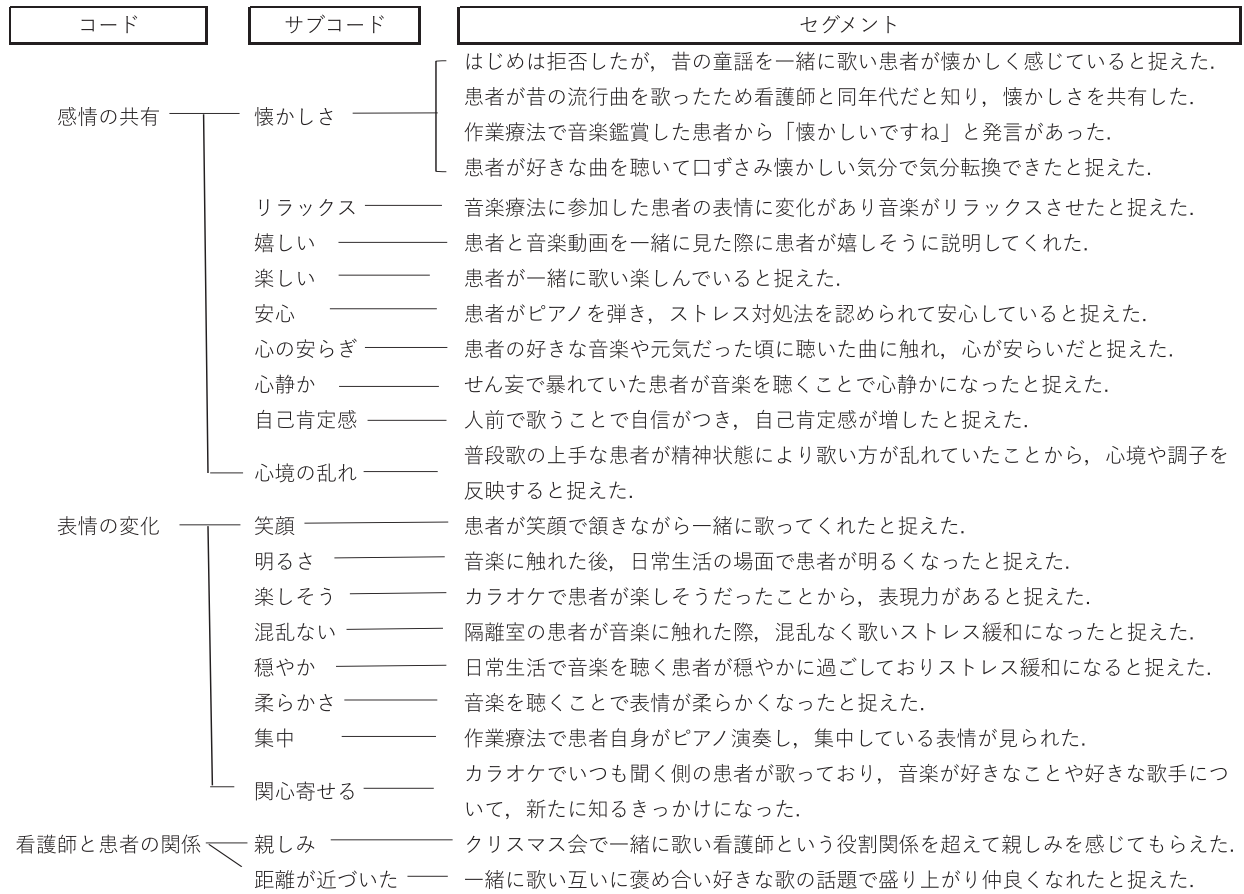 コード サブコード セグメント
はじめは拒否したが，昔の童謡を一緒に歌い患者が懐かしく感じていると捉えた．
患者が昔の流行曲を歌ったため看護師と同年代だと知り，懐かしさを共有した．
感情の共有 懐かしさ
作業療法で音楽鑑賞した患者から「懐かしいですね」と発言があった．
患者が好きな曲を聴いて口ずさみ懐かしい気分で気分転換できたと捉えた．
リラックス 音楽療法に参加した患者の表情に変化があり音楽がリラックスさせたと捉えた．
嬉しい 患者と音楽動画を一緒に見た際に患者が嬉しそうに説明してくれた．
楽しい 患者が一緒に歌い楽しんでいると捉えた．
安心 患者がピアノを弾き，ストレス対処法を認められて安心していると捉えた．
心の安らぎ 患者の好きな音楽や元気だった頃に聴いた曲に触れ，心が安らいだと捉えた．
心静か せん妄で暴れていた患者が音楽を聴くことで心静かになったと捉えた．
自己肯定感 人前で歌うことで自信がつき，自己肯定感が増したと捉えた．
心境の乱れ 普段歌の上手な患者が精神状態により歌い方が乱れていたことから，心境や調子を
反映すると捉えた．
表情の変化 笑顔 患者が笑顔で頷きながら一緒に歌ってくれたと捉えた．
明るさ 音楽に触れた後，日常生活の場面で患者が明るくなったと捉えた．
楽しそう カラオケで患者が楽しそうだったことから，表現力があると捉えた．
混乱ない 隔離室の患者が音楽に触れた際，混乱なく歌いストレス緩和になったと捉えた．
穏やか 日常生活で音楽を聴く患者が穏やかに過ごしておりストレス緩和になると捉えた．
柔らかさ 音楽を聴くことで表情が柔らかくなったと捉えた．
集中 作業療法で患者自身がピアノ演奏し，集中している表情が見られた．
関心寄せる カラオケでいつも聞く側の患者が歌っており，音楽が好きなことや好きな歌手につ
いて，新たに知るきっかけになった．
看護師と患者の関係 親しみ クリスマス会で一緒に歌い看護師という役割関係を超えて親しみを感じてもらえた．
距離が近づいた 一緒に歌い互いに褒め合い好きな歌の話題で盛り上がり仲良くなれたと捉えた．